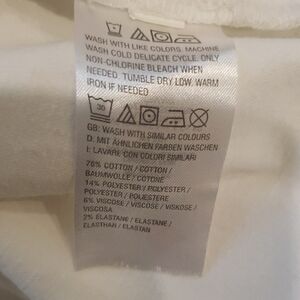 WASH WITH LIKE COLORS. MACHINE
WASH COLD DELICATE CYCLE. ONLY
NON-CHLORINE BLEACH WHEN
NEEDED. TUMBLE DRY LOW. WARM
IRON IF NEEDED
30
GB: WASH WITH SIMILAR COLOURS
D: MIT ÄHNLICHEN FARBEN WASCHEN
I: LAVARE CON COLORI SIMILARI
78% COTTON / COTON /
BAUMWOLLE / COTONE
14% POLYESTER / POLYESTER /
POLYESTER / POLIESTERE
6% VISCOSE / VISCOSE / VISKOSE /
VISCOSA
2% ELASTANE / ELASTANE /
ELASTHAN / ELASTAN